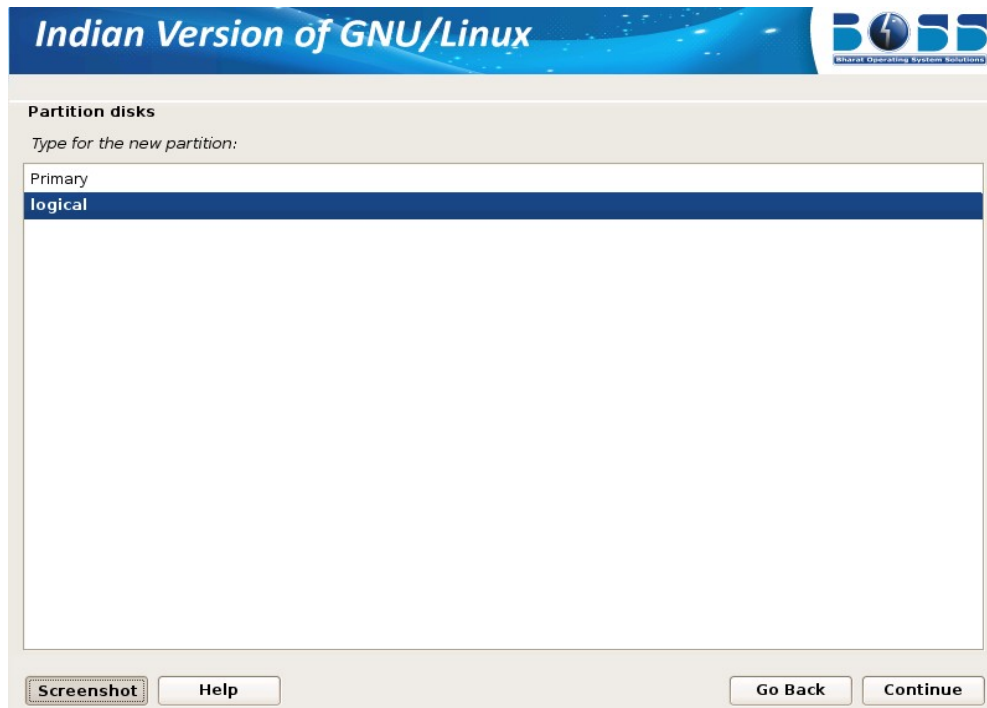 Indian Version of GNU/Linux
BOSS
Bharat Operating System Solutions
Partition disks
Type for the new partition:
Primary
logical
Screenshot Help Go Back Continue